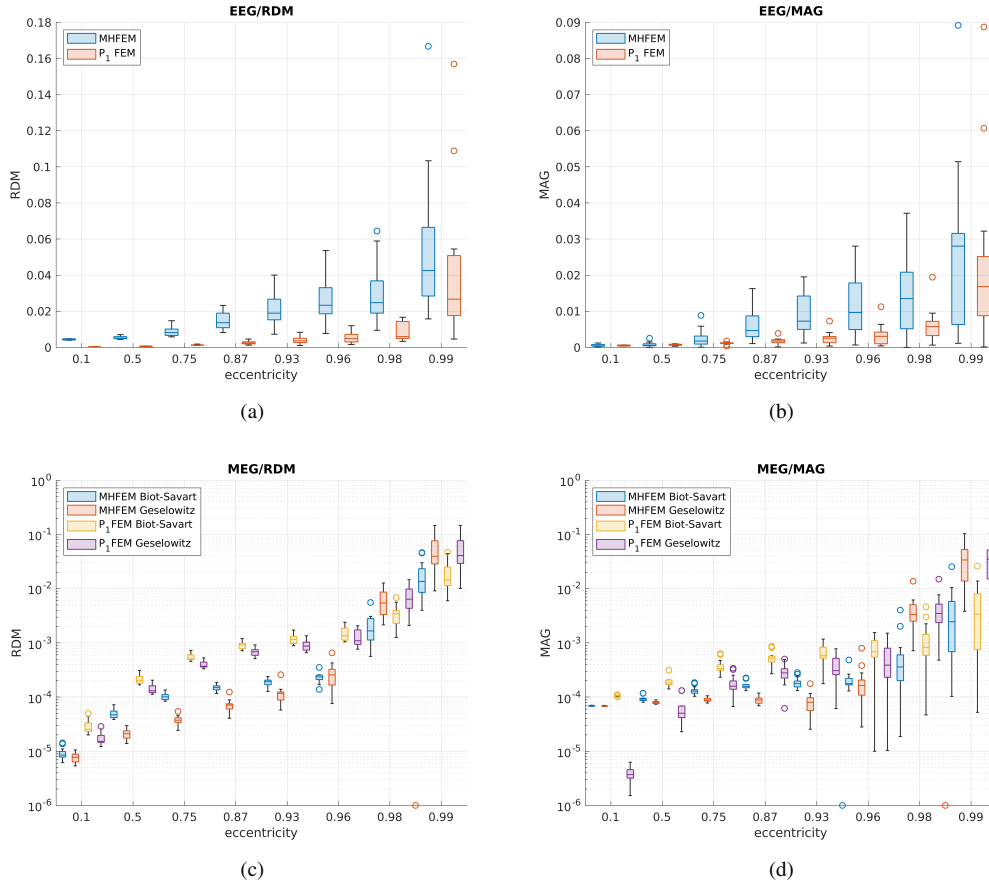 EEG/RDM
MHFEM
P1 FEM
0.18
0.16
0.14
0.12
0.1
0.08
0.06
0.04
0.02
0
RDM
0.1 0.5 0.75 0.87 0.93 0.96 0.98 0.99
eccentricity
(a)
EEG/MAG
MHFEM
P1 FEM
0.09
0.08
0.07
0.06
0.05
0.04
0.03
0.02
0.01
0
MAG
0.1 0.5 0.75 0.87 0.93 0.96 0.98 0.99
eccentricity
(b)
MEG/RDM
MHFEM Biot-Savart
MHFEM Geselowitz
P1FEM Biot-Savart
P1FEM Geselowitz
10^0
10^-1
10^-2
10^-3
10^-4
10^-5
10^-6
RDM
0.1 0.5 0.75 0.87 0.93 0.96 0.98 0.99
eccentricity
(c)
MEG/MAG
MHFEM Biot-Savart
MHFEM Geselowitz
P1FEM Biot-Savart
P1FEM Geselowitz
10^0
10^-1
10^-2
10^-3
10^-4
10^-5
10^-6
MAG
0.1 0.5 0.75 0.87 0.93 0.96 0.98 0.99
eccentricity
(d)